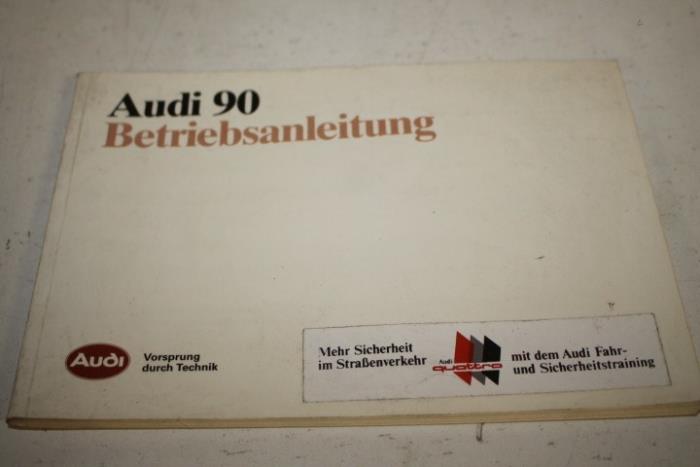 Audi 90
Betriebsanleitung
Audi
Vorsprung
durch Technik
Mehr Sicherheit
im Straßenverkehr
Audi
quattro
mit dem Audi Fahr-
und Sicherheitstraining